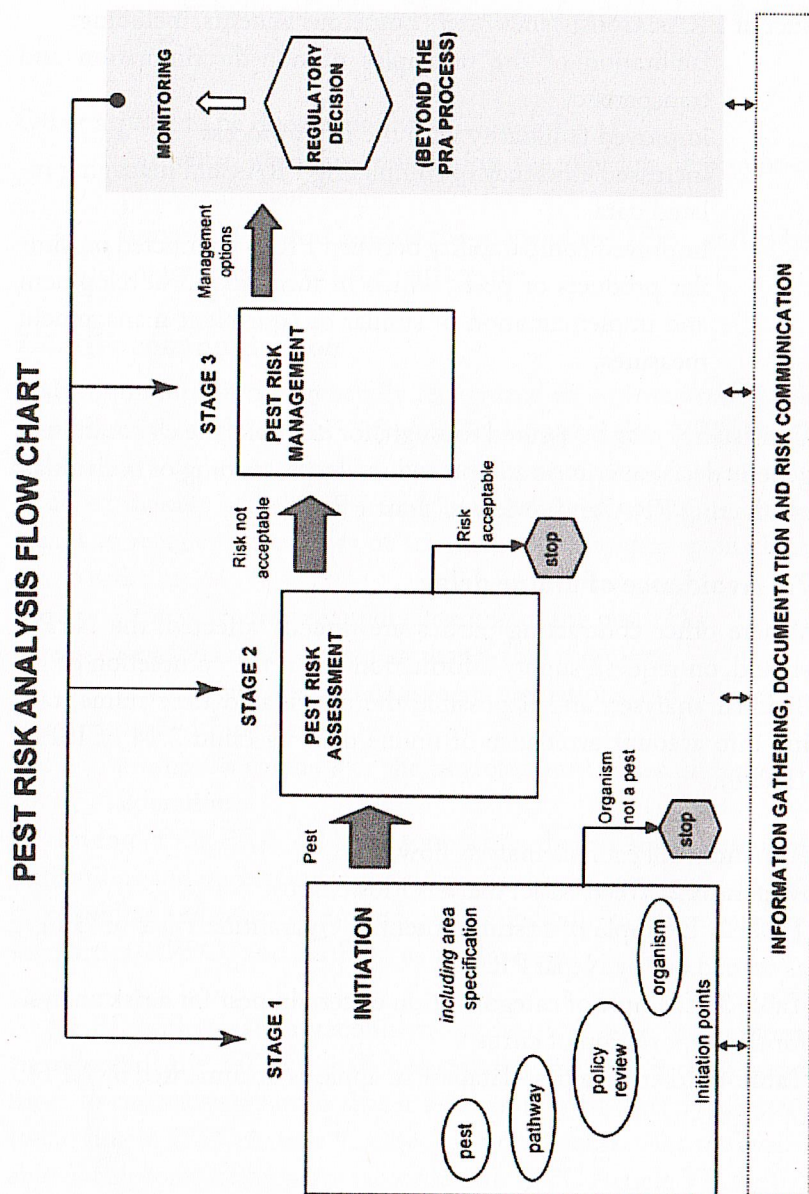 PEST RISK ANALYSIS FLOW CHART
STAGE 1
INITIATION
including area
specification
pest
pathway
policy
review
organism
Initiation points
Pest
Organism
not a pest
stop
STAGE 2
PEST RISK
ASSESSMENT
Risk not
acceptable
Risk
acceptable
stop
STAGE 3
PEST RISK
MANAGEMENT
Management
options
MONITORING
REGULATORY
DECISION
(BEYOND THE
PRA PROCESS)
INFORMATION GATHERING, DOCUMENTATION AND RISK COMMUNICATION